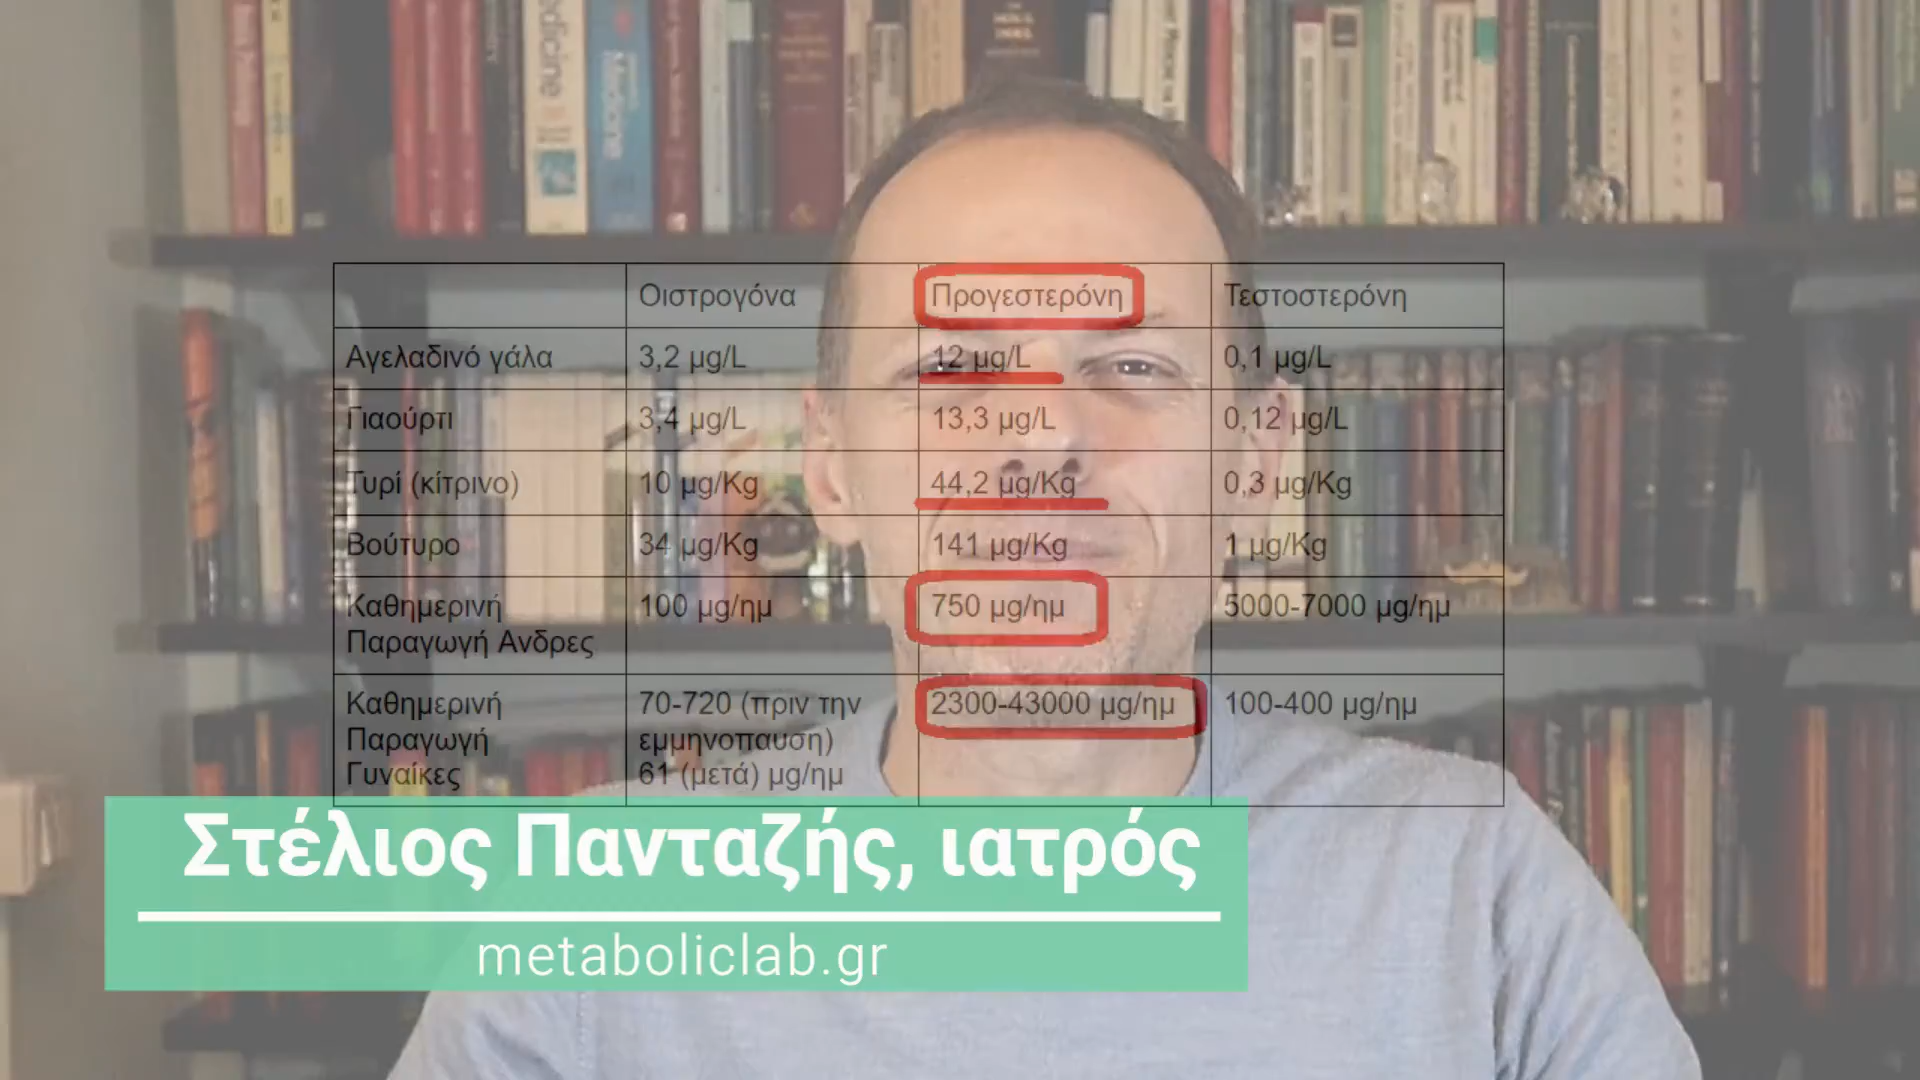 Οιστρογόνα Προγεστερόνη Τεστοστερόνη
Αγελαδινό γάλα 3,2 μg/L 12 μg/L 0,1 μg/L
Γιαούρτι 3,4 μg/L 13,3 μg/L 0,12 μg/L
Τυρί (κίτρινο) 10 μg/Kg 44,2 μg/Kg 0,3 μg/Kg
Βούτυρο 34 μg/Kg 141 μg/Kg 1 μg/Kg
Καθημερινή 100 μg/ημ 750 μg/ημ 5000-7000 μg/ημ
Παραγωγή Ανδρες
Καθημερινή 70-720 (πριν την 2300-43000 μg/ημ 100-400 μg/ημ
Παραγωγή εμμηνοπαυση)
Γυναίκες 61 (μετά) μg/ημ
Στέλιος Πανταζής, ιατρός
metaboliclab.gr